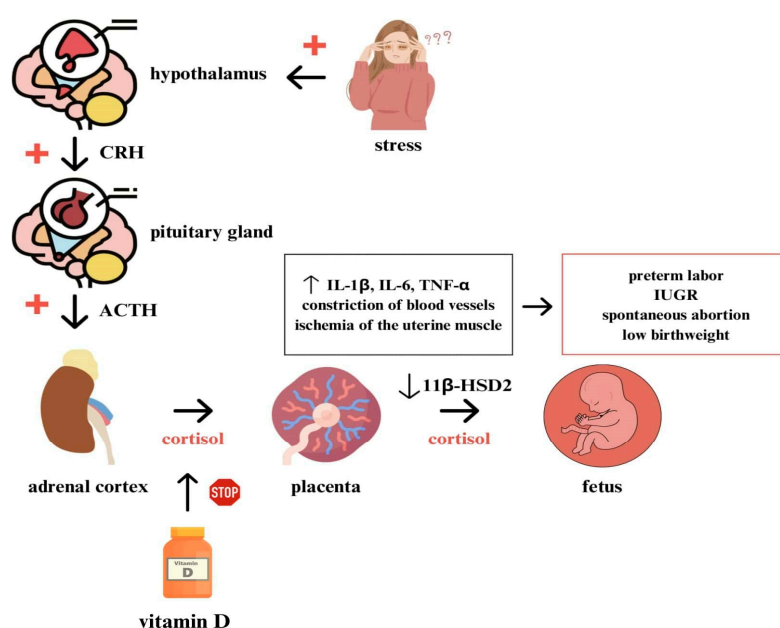 +
???
hypothalamus
stress
+
CRH
pituitary gland
+
ACTH
↑ IL-1β, IL-6, TNF-α
constriction of blood vessels
ischemia of the uterine muscle
preterm labor
IUGR
spontaneous abortion
low birthweight
↓ 11β-HSD2
cortisol
cortisol
adrenal cortex
placenta
fetus
STOP
Vitamin
D
vitamin D